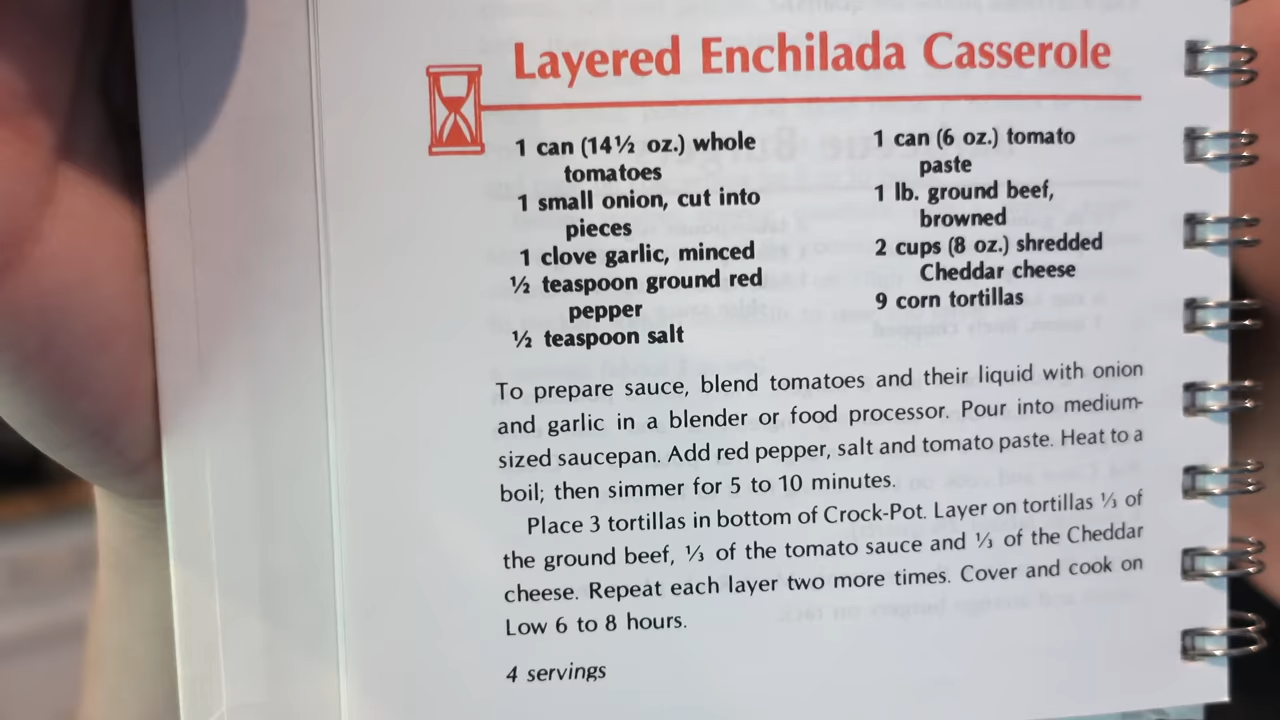 Layered Enchilada Casserole
1 can (14½ oz.) whole
tomatoes
1 small onion, cut into
pieces
1 clove garlic, minced
½ teaspoon ground red
pepper
½ teaspoon salt
1 can (6 oz.) tomato
paste
1 lb. ground beef,
browned
2 cups (8 oz.) shredded
Cheddar cheese
9 corn tortillas
To prepare sauce, blend tomatoes and their liquid with onion
and garlic in a blender or food processor. Pour into medium-
sized saucepan. Add red pepper, salt and tomato paste. Heat to a
boil; then simmer for 5 to 10 minutes.
Place 3 tortillas in bottom of Crock-Pot. Layer on tortillas ⅓ of
the ground beef, ⅓ of the tomato sauce and ⅓ of the Cheddar
cheese. Repeat each layer two more times. Cover and cook on
Low 6 to 8 hours.
4 servings